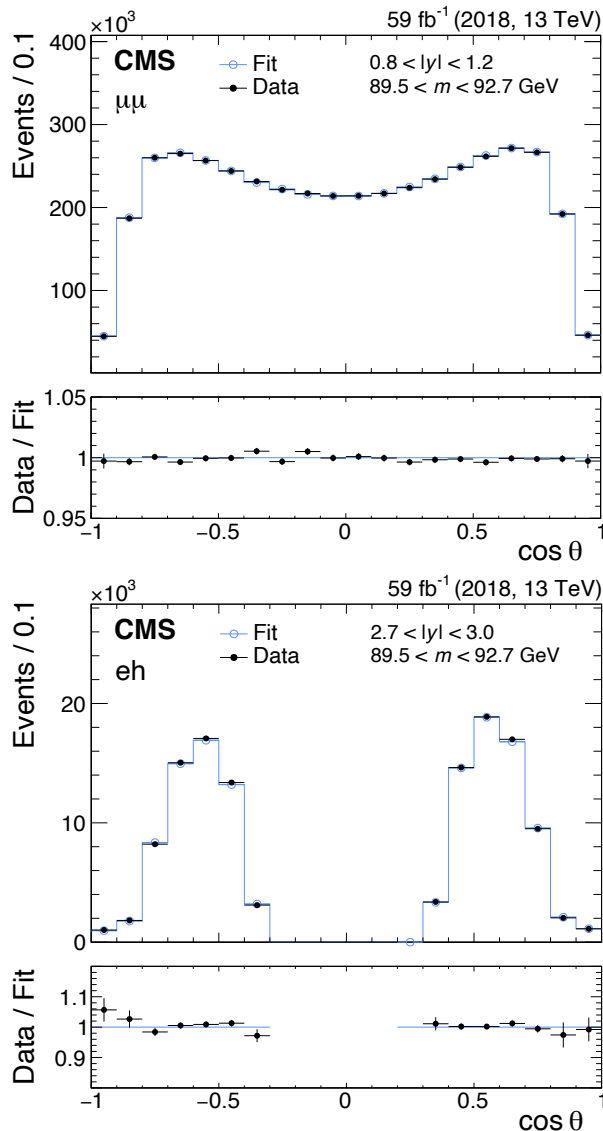 ×10³ 59 fb⁻¹ (2018, 13 TeV)
400
CMS Fit 0.8 < |y| < 1.2
μμ Data 89.5 < m < 92.7 GeV
Events / 0.1
300
200
100
1.05
Data / Fit
1
0.95
−1 −0.5 0 0.5 1
cos θ
×10³ 59 fb⁻¹ (2018, 13 TeV)
CMS Fit 2.7 < |y| < 3.0
eh Data 89.5 < m < 92.7 GeV
Events / 0.1
20
10
0
Data / Fit
1.1
1
0.9
−1 −0.5 0 0.5 1
cos θ